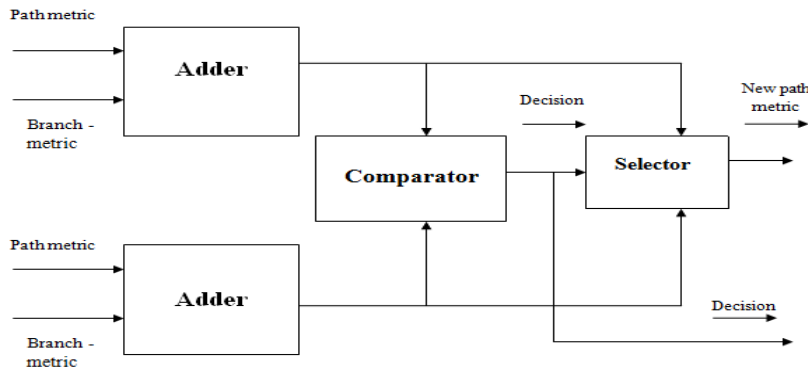 Path metric
Adder
Branch -
metric
Decision
New path
metric
Comparator
Selector
Path metric
Adder
Branch -
metric
Decision